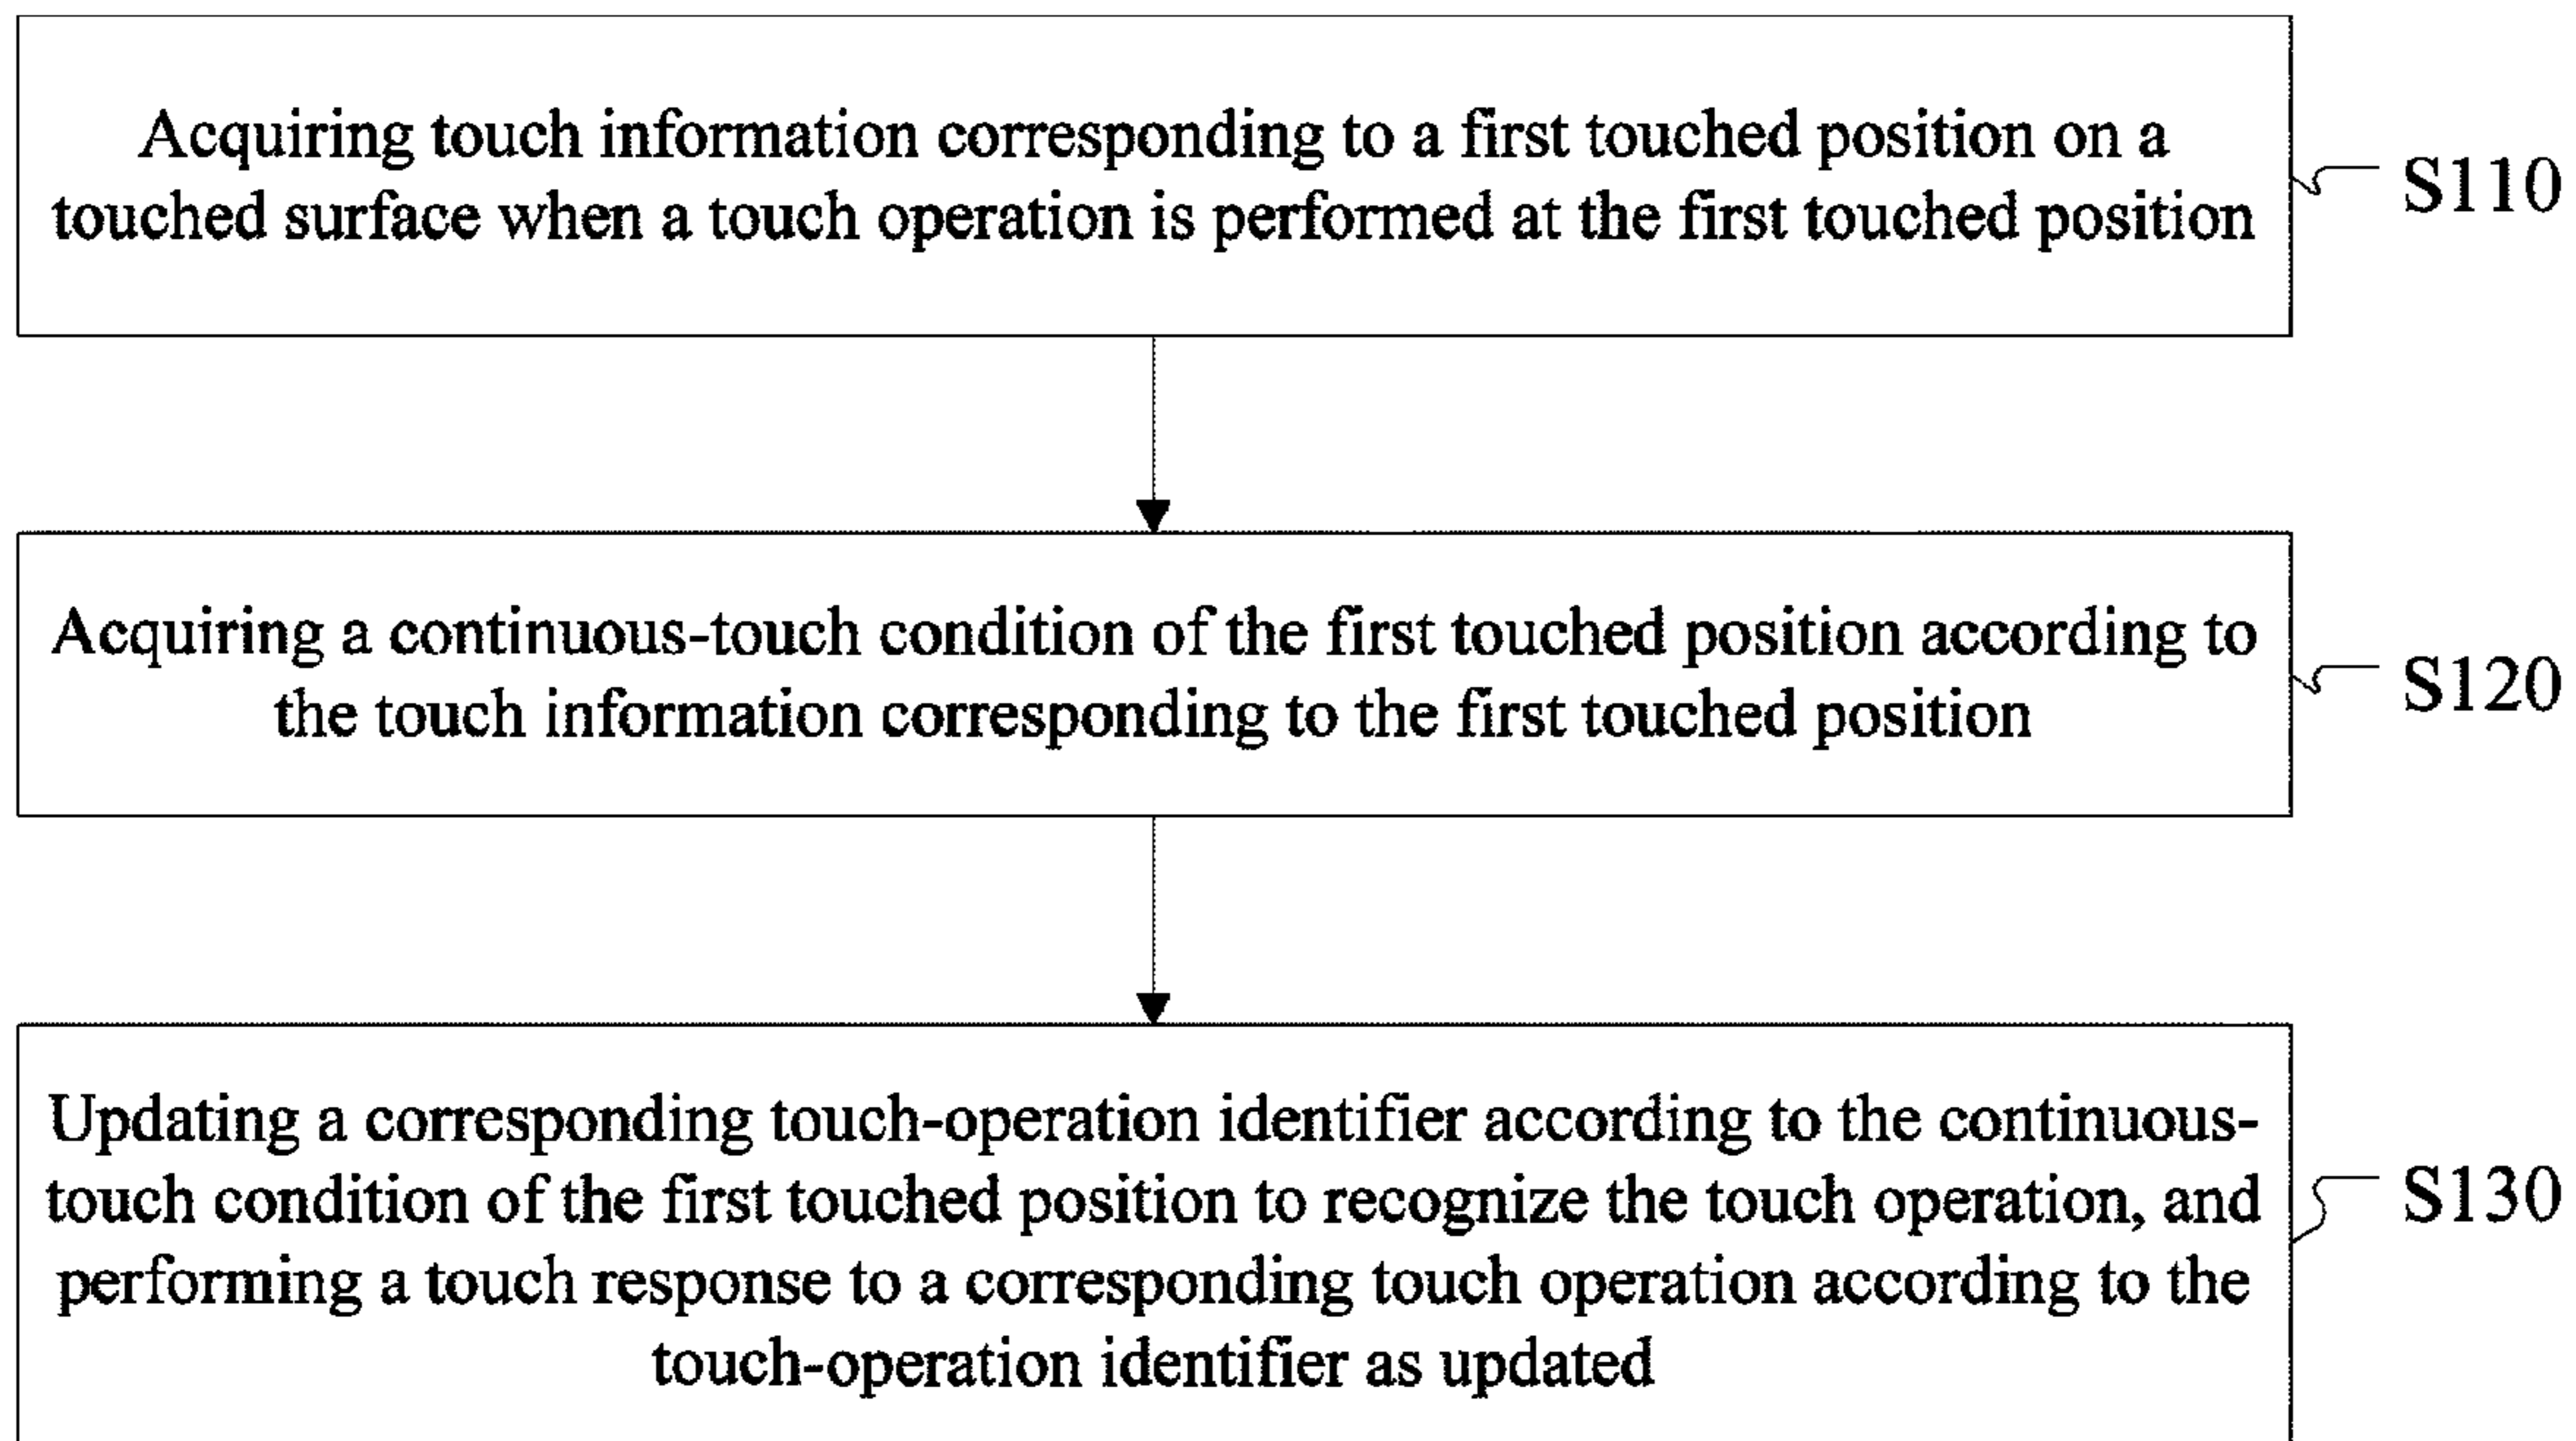 Acquiring touch information corresponding to a first touched position on a
touched surface when a touch operation is performed at the first touched position
S110
Acquiring a continuous-touch condition of the first touched position according to
the touch information corresponding to the first touched position
S120
Updating a corresponding touch-operation identifier according to the continuous-
touch condition of the first touched position to recognize the touch operation, and
performing a touch response to a corresponding touch operation according to the
touch-operation identifier as updated
S130